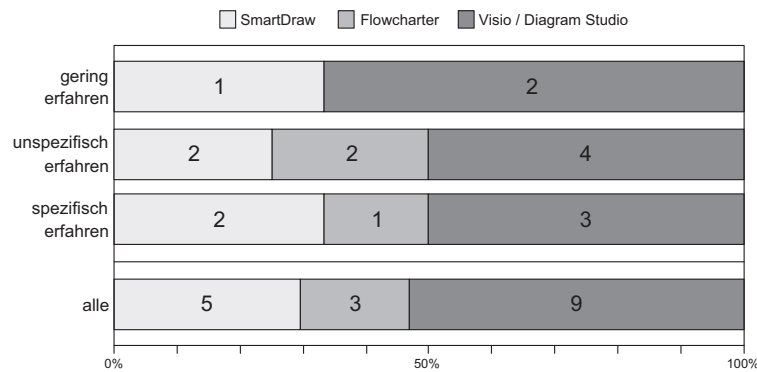 SmartDraw Flowcharter Visio / Diagram Studio
gering
erfahren
1 2
unspezifisch
erfahren
2 2 4
spezifisch
erfahren
2 1 3
alle
5 3 9
0% 50% 100%